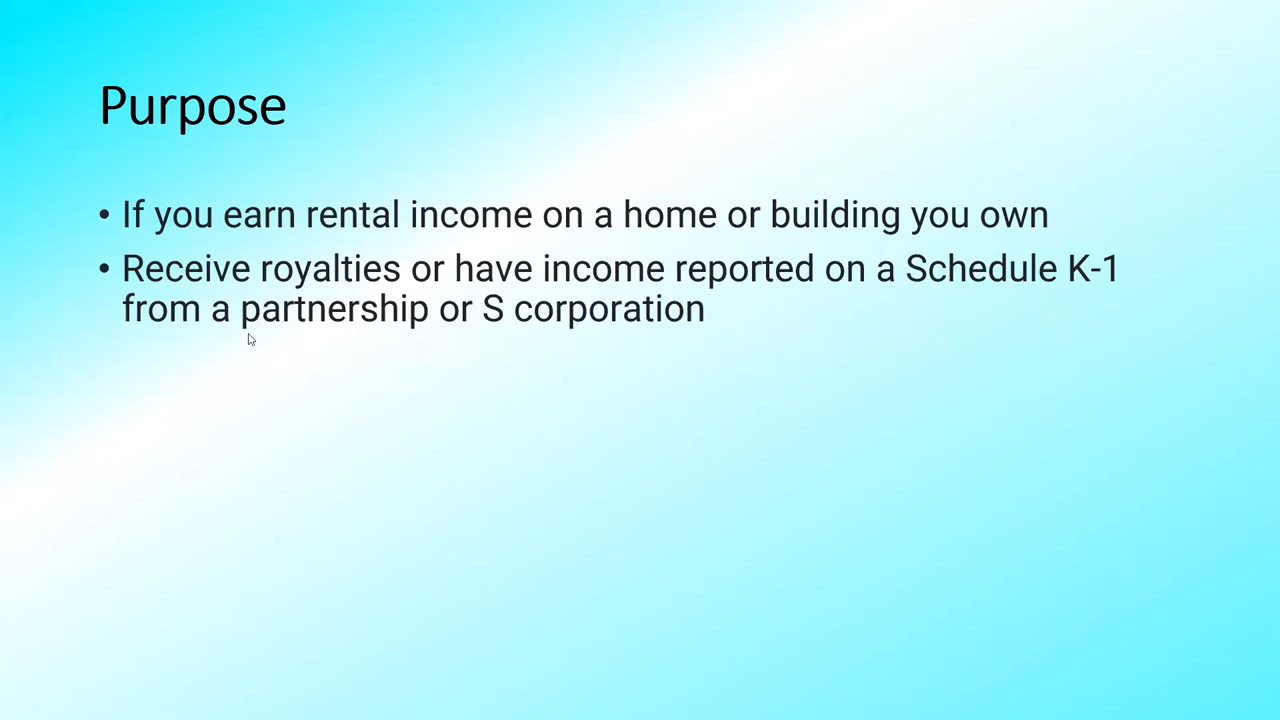 Purpose
• If you earn rental income on a home or building you own
• Receive royalties or have income reported on a Schedule K-1
from a partnership or S corporation